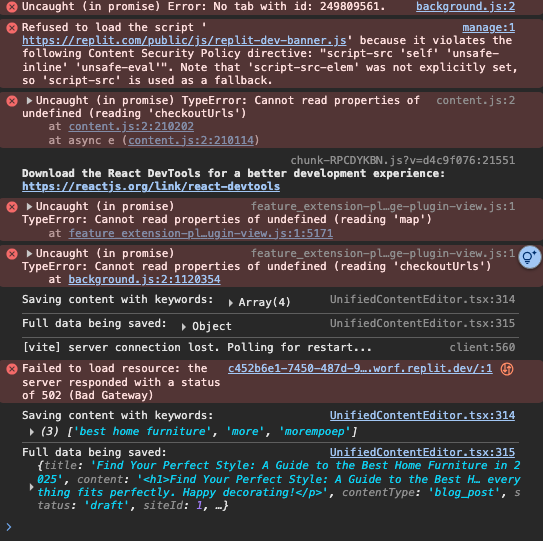 Uncaught (in promise) Error: No tab with id: 249809561. background.js:2
Refused to load the script ' manage:1
https://replit.com/public/js/replit-dev-banner.js' because it violates the
following Content Security Policy directive: "script-src 'self' 'unsafe-
inline' 'unsafe-eval'". Note that 'script-src-elem' was not explicitly set,
so 'script-src' is used as a fallback.
Uncaught (in promise) TypeError: Cannot read properties of content.js:2
undefined (reading 'checkoutUrls')
at content.js:2:210202
at async e (content.js:2:210114)
chunk-RPCDYKBN.js?v=d4c9f076:21551
Download the React DevTools for a better development experience:
https://reactjs.org/link/react-devtools
Uncaught (in promise) feature_extension-pl…ge-plugin-view.js:1
TypeError: Cannot read properties of undefined (reading 'map')
at feature_extension-pl…ugin-view.js:1:5171
Uncaught (in promise) feature_extension-pl…ge-plugin-view.js:1
TypeError: Cannot read properties of undefined (reading 'checkoutUrls')
at background.js:2:1120354
Saving content with keywords: Array(4) UnifiedContentEditor.tsx:314
Full data being saved: Object UnifiedContentEditor.tsx:315
[vite] server connection lost. Polling for restart... client:560
Failed to load resource: the c452b6e1-7450-487d-9….worf.replit.dev/:1
server responded with a status
of 502 (Bad Gateway)
Saving content with keywords: UnifiedContentEditor.tsx:314
(3) ['best home furniture', 'more', 'morempoep']
Full data being saved: UnifiedContentEditor.tsx:315
{title: 'Find Your Perfect Style: A Guide to the Best Home Furniture in 2
025', content: '<h1>Find Your Perfect Style: A Guide to the Best H… every
thing fits perfectly. Happy decorating!</p>', contentType: 'blog_post', s
tatus: 'draft', siteId: 1, …}